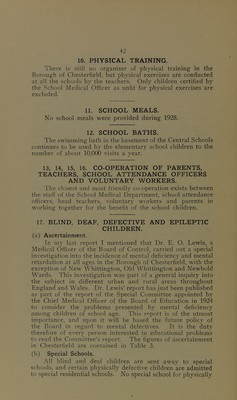 42
10. PHYSICAL TRAINING.
There is still no organiser of physical training in the
Borough of Chesterfield, but physical exercises are conducted
at all the schools by the teachers. Only children certified by
the School Medical Officer as unfit for physical exercises are
excluded.
11. SCHOOL MEALS.
No school meals were provided during 1928.
12. SCHOOL BATHS.
The swimming bath in the basement of the Central Schools
continues to be used by the elementary school children to the
number of about 10,000 visits a year.
13, 14, 15, 16. CO-OPERATION OF PARENTS,
TEACHERS, SCHOOL ATTENDANCE OFFICERS
AND VOLUNTARY WORKERS.
The closest and most friendly co-operation exists between
the staff of the School Medical Department, school attendance
officers, head teachers, voluntary workers and parents in
working together for the benefit of the school children.
17. BLIND, DEAF, DEFECTIVE AND EPILEPTIC
CHILDREN.
(a) Ascertainment.
In my last report I mentioned that Dr. E. O. Lewis, a
Medical Officer of the Board of Control, carried out a special
investigation into the incidence of mental deficiency and mental
retardation at all ages in the Borough of Chesterfield, with the
exception of New Whittington, Old Whittington and Newbold
Wards. This investigation was part of a general inquiry into
the subject in different urban and rural areas throughout
England and Wales. Dr. Lewis' report has just been published
as part of the report of the Special Committee appointed by
the Chief Medical Officer of the Board of Education in 1924
to consider the problems presented by mental deficiency
among children of school age. This report is of the utmost
importance, and upon it will be based the future policy of
the Board in regard to mental defectives. It is the duty
therefore of every person interested in educational problems
to read the Committee's report. The figures of ascertainment
in Chesterfield are contained in Table 3.
(b) Special Schools.
All blind and deaf children are sent away to special
schools, and certain physically defective children are admitted
to special residential schools. No special school for physically